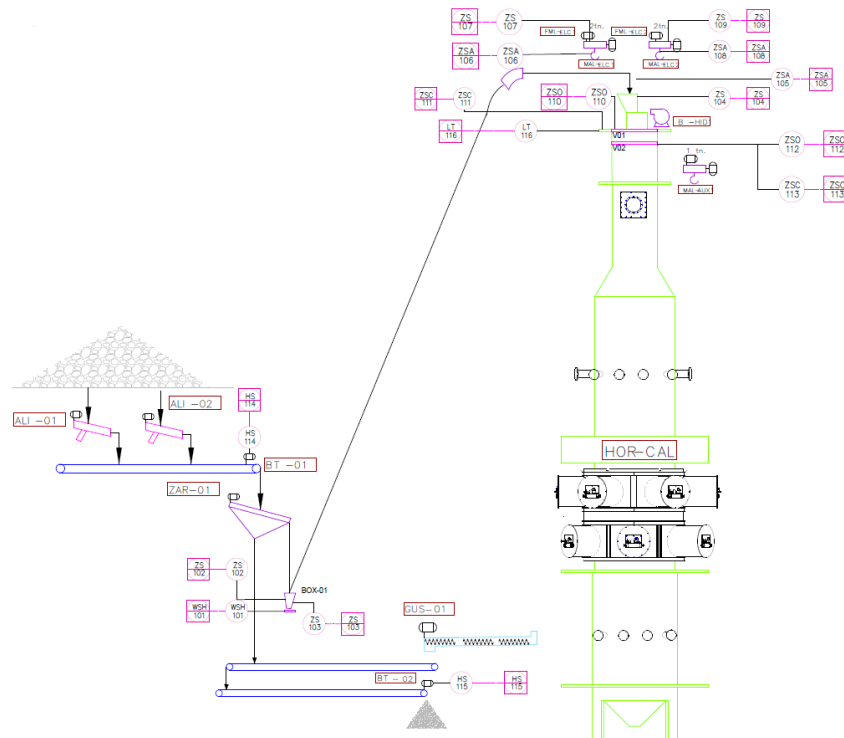 ZS
107
ZS
107
FML-ELC 1
2tn.
FML-ELC 2
2tn.
ZS
109
ZS
109
ZSA
106
ZSA
106
MAL-ELC 1
MAL-ELC 2
ZSA
108
ZSA
108
ZSA
105
ZSA
105
ZSC
111
ZSC
111
ZSO
110
ZSO
110
ZS
104
ZS
104
LT
116
LT
116
V01
V02
ZSO
112
ZSO
112
1 tn.
MAL-AUX
ZSC
113
ZSC
113
ALI -01
ALI -02
HS
114
HS
114
BT -01
ZAR-01
HOR-CAL
ZS
102
ZS
102
BOX-01
WSH
101
WSH
101
ZS
103
ZS
103
GUS-01
BT - 02
HS
115
HS
115